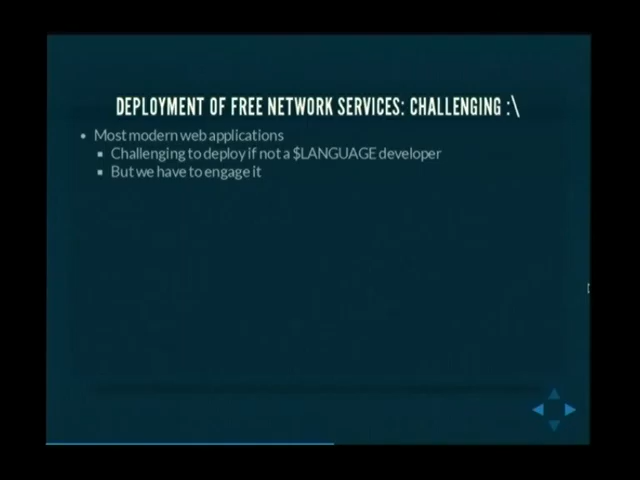 DEPLOYMENT OF FREE NETWORK SERVICES: CHALLENGING :\
Most modern web applications
Challenging to deploy if not a $LANGUAGE developer
But we have to engage it